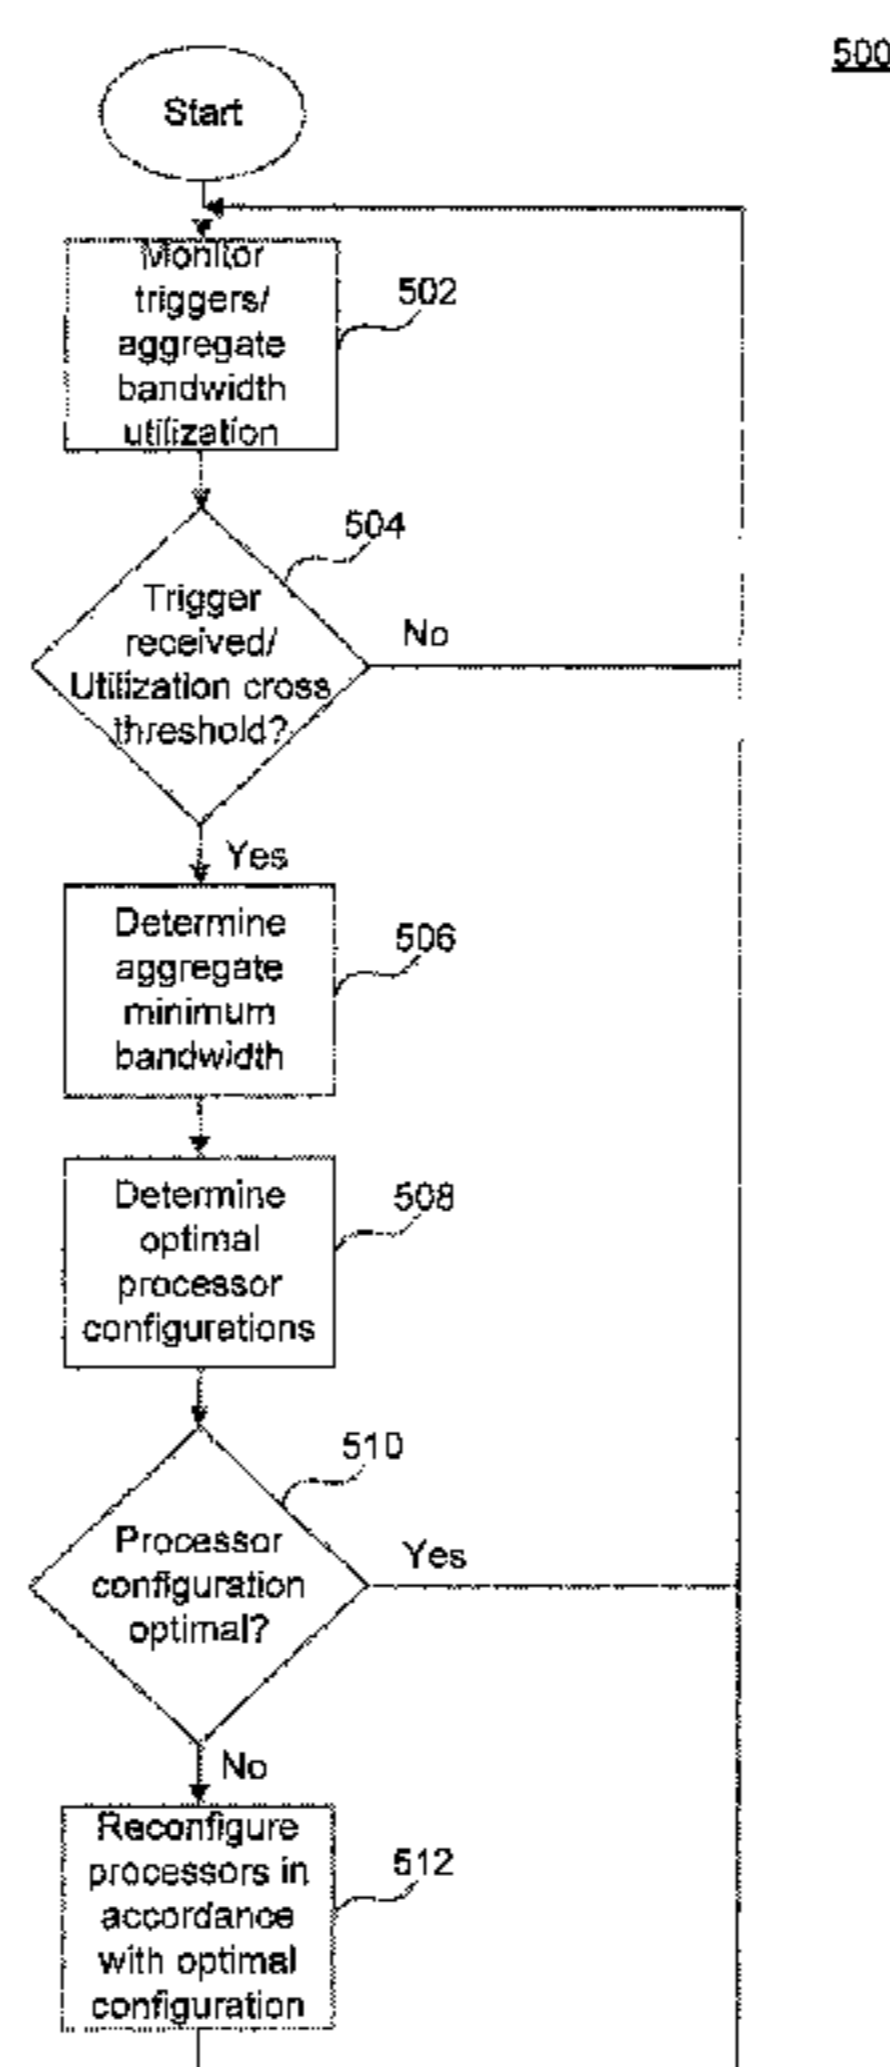 500
Start
Monitor
triggers/
aggregate
bandwidth
utilization
502
504
Trigger
received/
Utilization cross
threshold?
No
Yes
Determine
aggregate
minimum
bandwidth
506
Determine
optimal
processor
configurations
508
510
Processor
configuration
optimal?
Yes
No
Reconfigure
processors in
accordance
with optimal
configuration
512